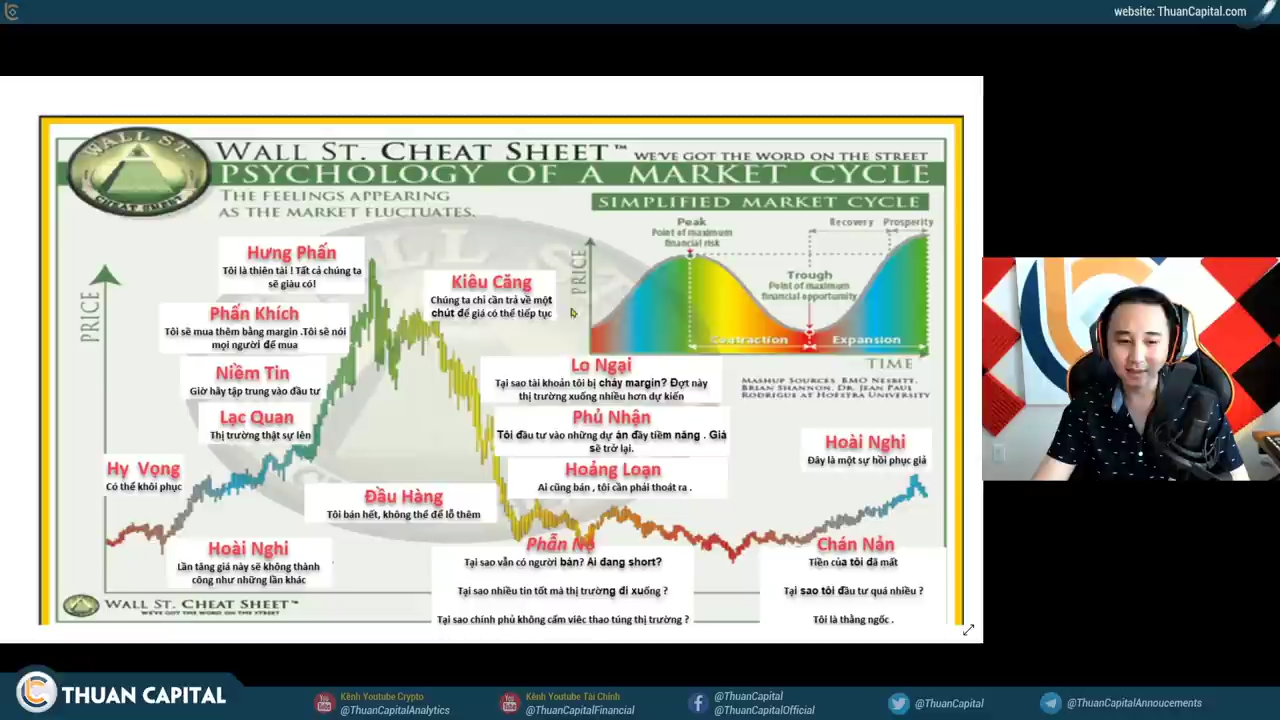 website: ThuanCapital.com
WALL ST.
CHEAT SHEET
WALL ST. CHEAT SHEET™ WE'VE GOT THE WORD ON THE STREET
PSYCHOLOGY OF A MARKET CYCLE
THE FEELINGS APPEARING
AS THE MARKET FLUCTUATES.
SIMPLIFIED MARKET CYCLE
Peak
Point of maximum
financial risk
Recovery
Prosperity
Trough
Point of maximum
financial opportunity
Contraction
Expansion
PRICE
TIME
MASHUP SOURCES BMO NESBITT,
BRIAN SHANNON, DR. JEAN PAUL
RODRIGUE AT HOFSTRA UNIVERSITY
PRICE
Hưng Phấn
Tôi là thiên tài ! Tất cả chúng ta
sẽ giàu có!
Kiêu Căng
Chúng ta chỉ cần trả về một
chút để giá có thể tiếp tục
Phấn Khích
Tôi sẽ mua thêm bằng margin .Tôi sẽ nói
mọi người để mua
Niềm Tin
Giờ hãy tập trung vào đầu tư
Lạc Quan
Thị trường thật sự lên
Hy Vọng
Có thể khôi phục
Hoài Nghi
Lần tăng giá này sẽ không thành
công như những lần khác
Lo Ngại
Tại sao tài khoản tôi bị cháy margin? Đợt này
thị trường xuống nhiều hơn dự kiến
Phủ Nhận
Tôi đầu tư vào những dự án đầy tiềm năng . Giá
sẽ trở lại.
Hoảng Loạn
Ai cũng bán , tôi cần phải thoát ra .
Đầu Hàng
Tôi bán hết, không thể để lỗ thêm
Phẫn Nộ
Tại sao vẫn có người bán? Ai đang short?
Tại sao nhiều tin tốt mà thị trường đi xuống ?
Tại sao chính phủ không cấm việc thao túng thị trường ?
Chán Nản
Tiền của tôi đã mất
Tại sao tôi đầu tư quá nhiều ?
Tôi là thằng ngốc .
Hoài Nghi
Đây là một sự hồi phục giả
WALL ST. CHEAT SHEET™
WE'VE GOT THE WORD ON THE STREET
THUAN CAPITAL
Kênh Youtube Crypto
@ThuanCapitalAnalytics
Kênh Youtube Tài Chính
@ThuanCapitalFinancial
@ThuanCapital
@ThuanCapitalOfficial
@ThuanCapital
@ThuanCapitalAnnoucements